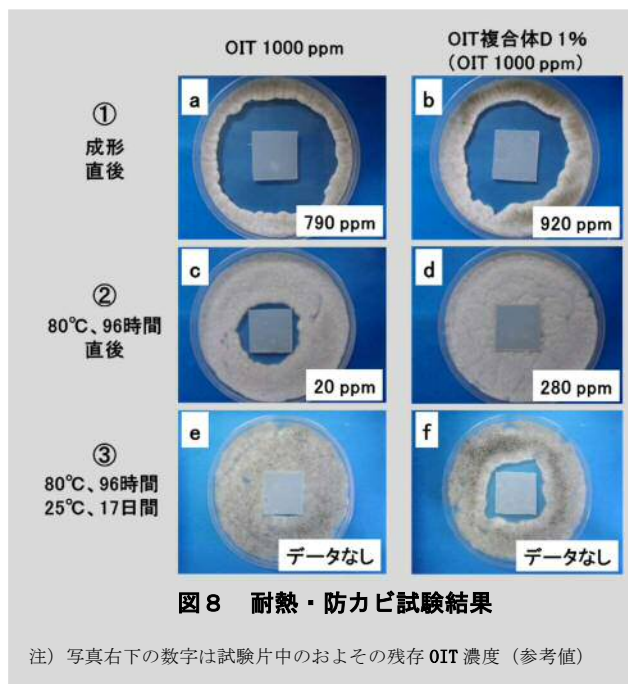 OIT 1000 ppm
OIT複合体D 1%
(OIT 1000 ppm)
①
成形
直後
a
790 ppm
b
920 ppm
②
80℃、96時間
直後
c
20 ppm
d
280 ppm
③
80℃、96時間
25℃、17日間
e
データなし
f
データなし
図8 耐熱・防カビ試験結果
注）写真右下の数字は試験片中のおよその残存 OIT 濃度（参考値）